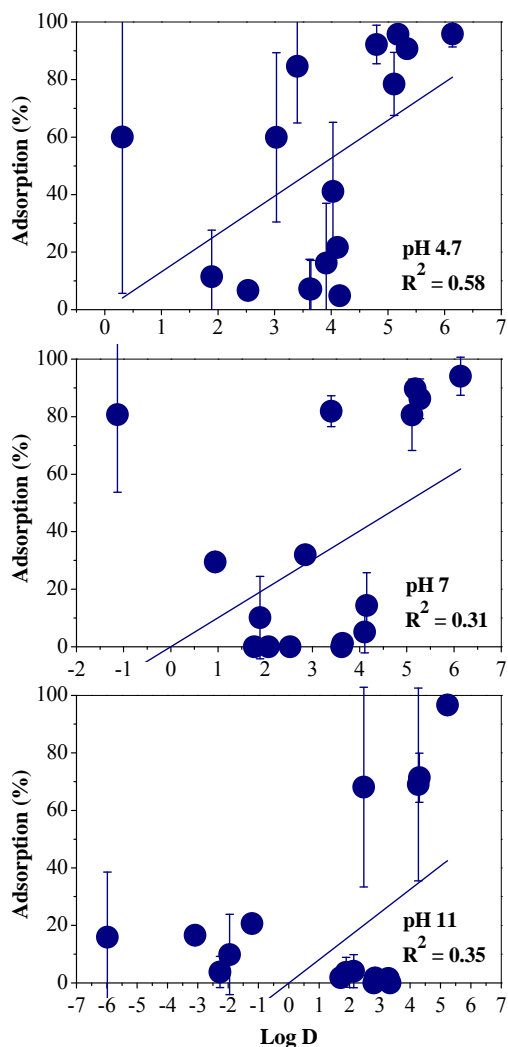 100
80
60
40
20
0
Adsorption (%)
pH 4.7
R² = 0.58
0 1 2 3 4 5 6 7
100
80
60
40
20
0
Adsorption (%)
pH 7
R² = 0.31
-2 -1 0 1 2 3 4 5 6 7
100
80
60
40
20
0
Adsorption (%)
pH 11
R² = 0.35
-7 -6 -5 -4 -3 -2 -1 0 1 2 3 4 5 6 7
Log D